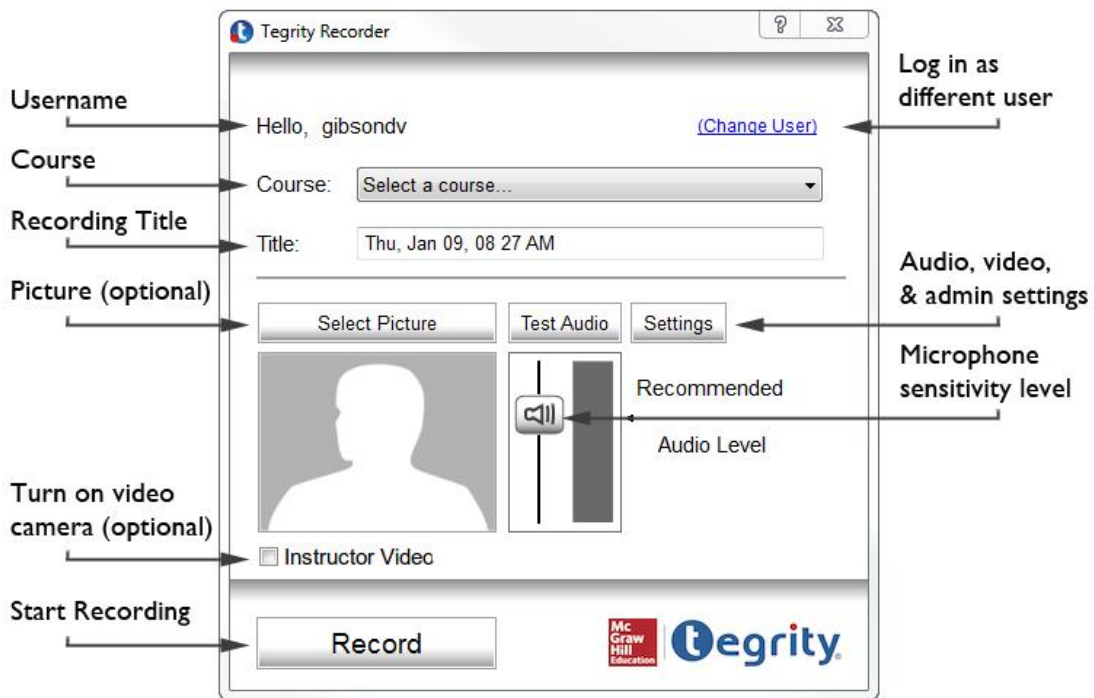 Tegrity Recorder
Log in as
different user
Username
Hello, gibsondv
(Change User)
Course
Course:
Select a course...
Recording Title
Title:
Thu, Jan 09, 08 27 AM
Audio, video,
& admin settings
Picture (optional)
Select Picture
Test Audio
Settings
Microphone
sensitivity level
Recommended
Audio Level
Turn on video
camera (optional)
Instructor Video
Start Recording
Record
Mc
Graw
Hill
Education
tegrity